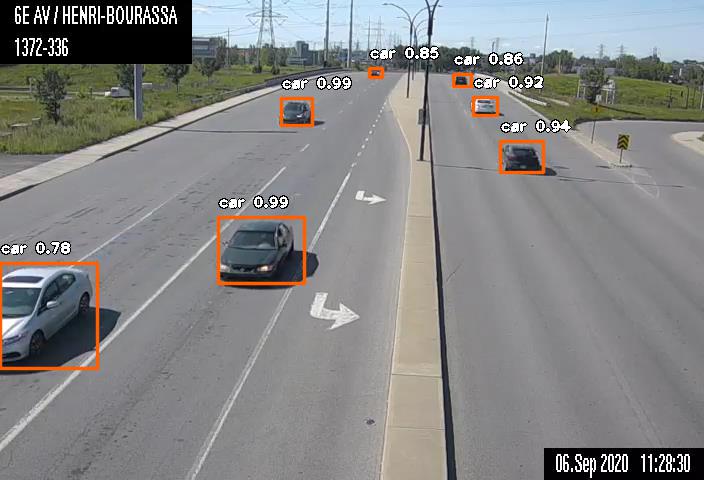 6E AV / HENRI-BOURASSA
1372-336
car 0.85
car 0.86
car 0.99
car 0.92
car 0.94
car 0.99
car 0.78
06.Sep 2020 11:28:30